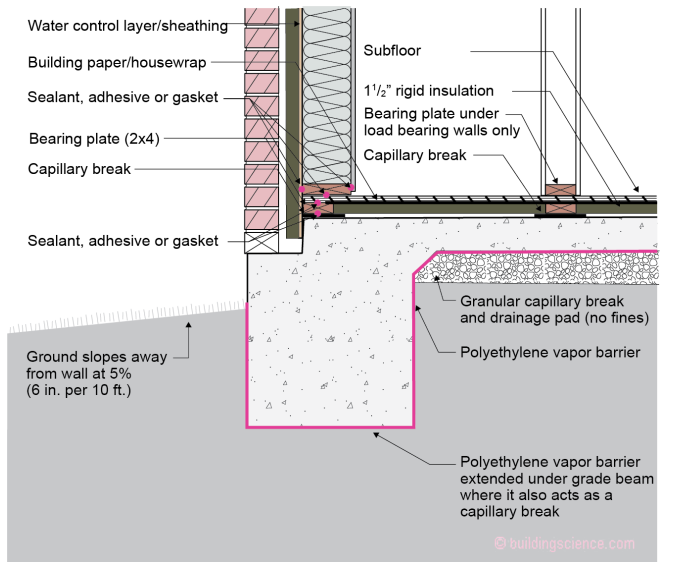 Water control layer/sheathing
Building paper/housewrap
Sealant, adhesive or gasket
Bearing plate (2x4)
Capillary break
Sealant, adhesive or gasket
Ground slopes away
from wall at 5%
(6 in. per 10 ft.)
Subfloor
1 1/2” rigid insulation
Bearing plate under
load bearing walls only
Capillary break
Granular capillary break
and drainage pad (no fines)
Polyethylene vapor barrier
Polyethylene vapor barrier
extended under grade beam
where it also acts as a
capillary break
© buildingscience.com